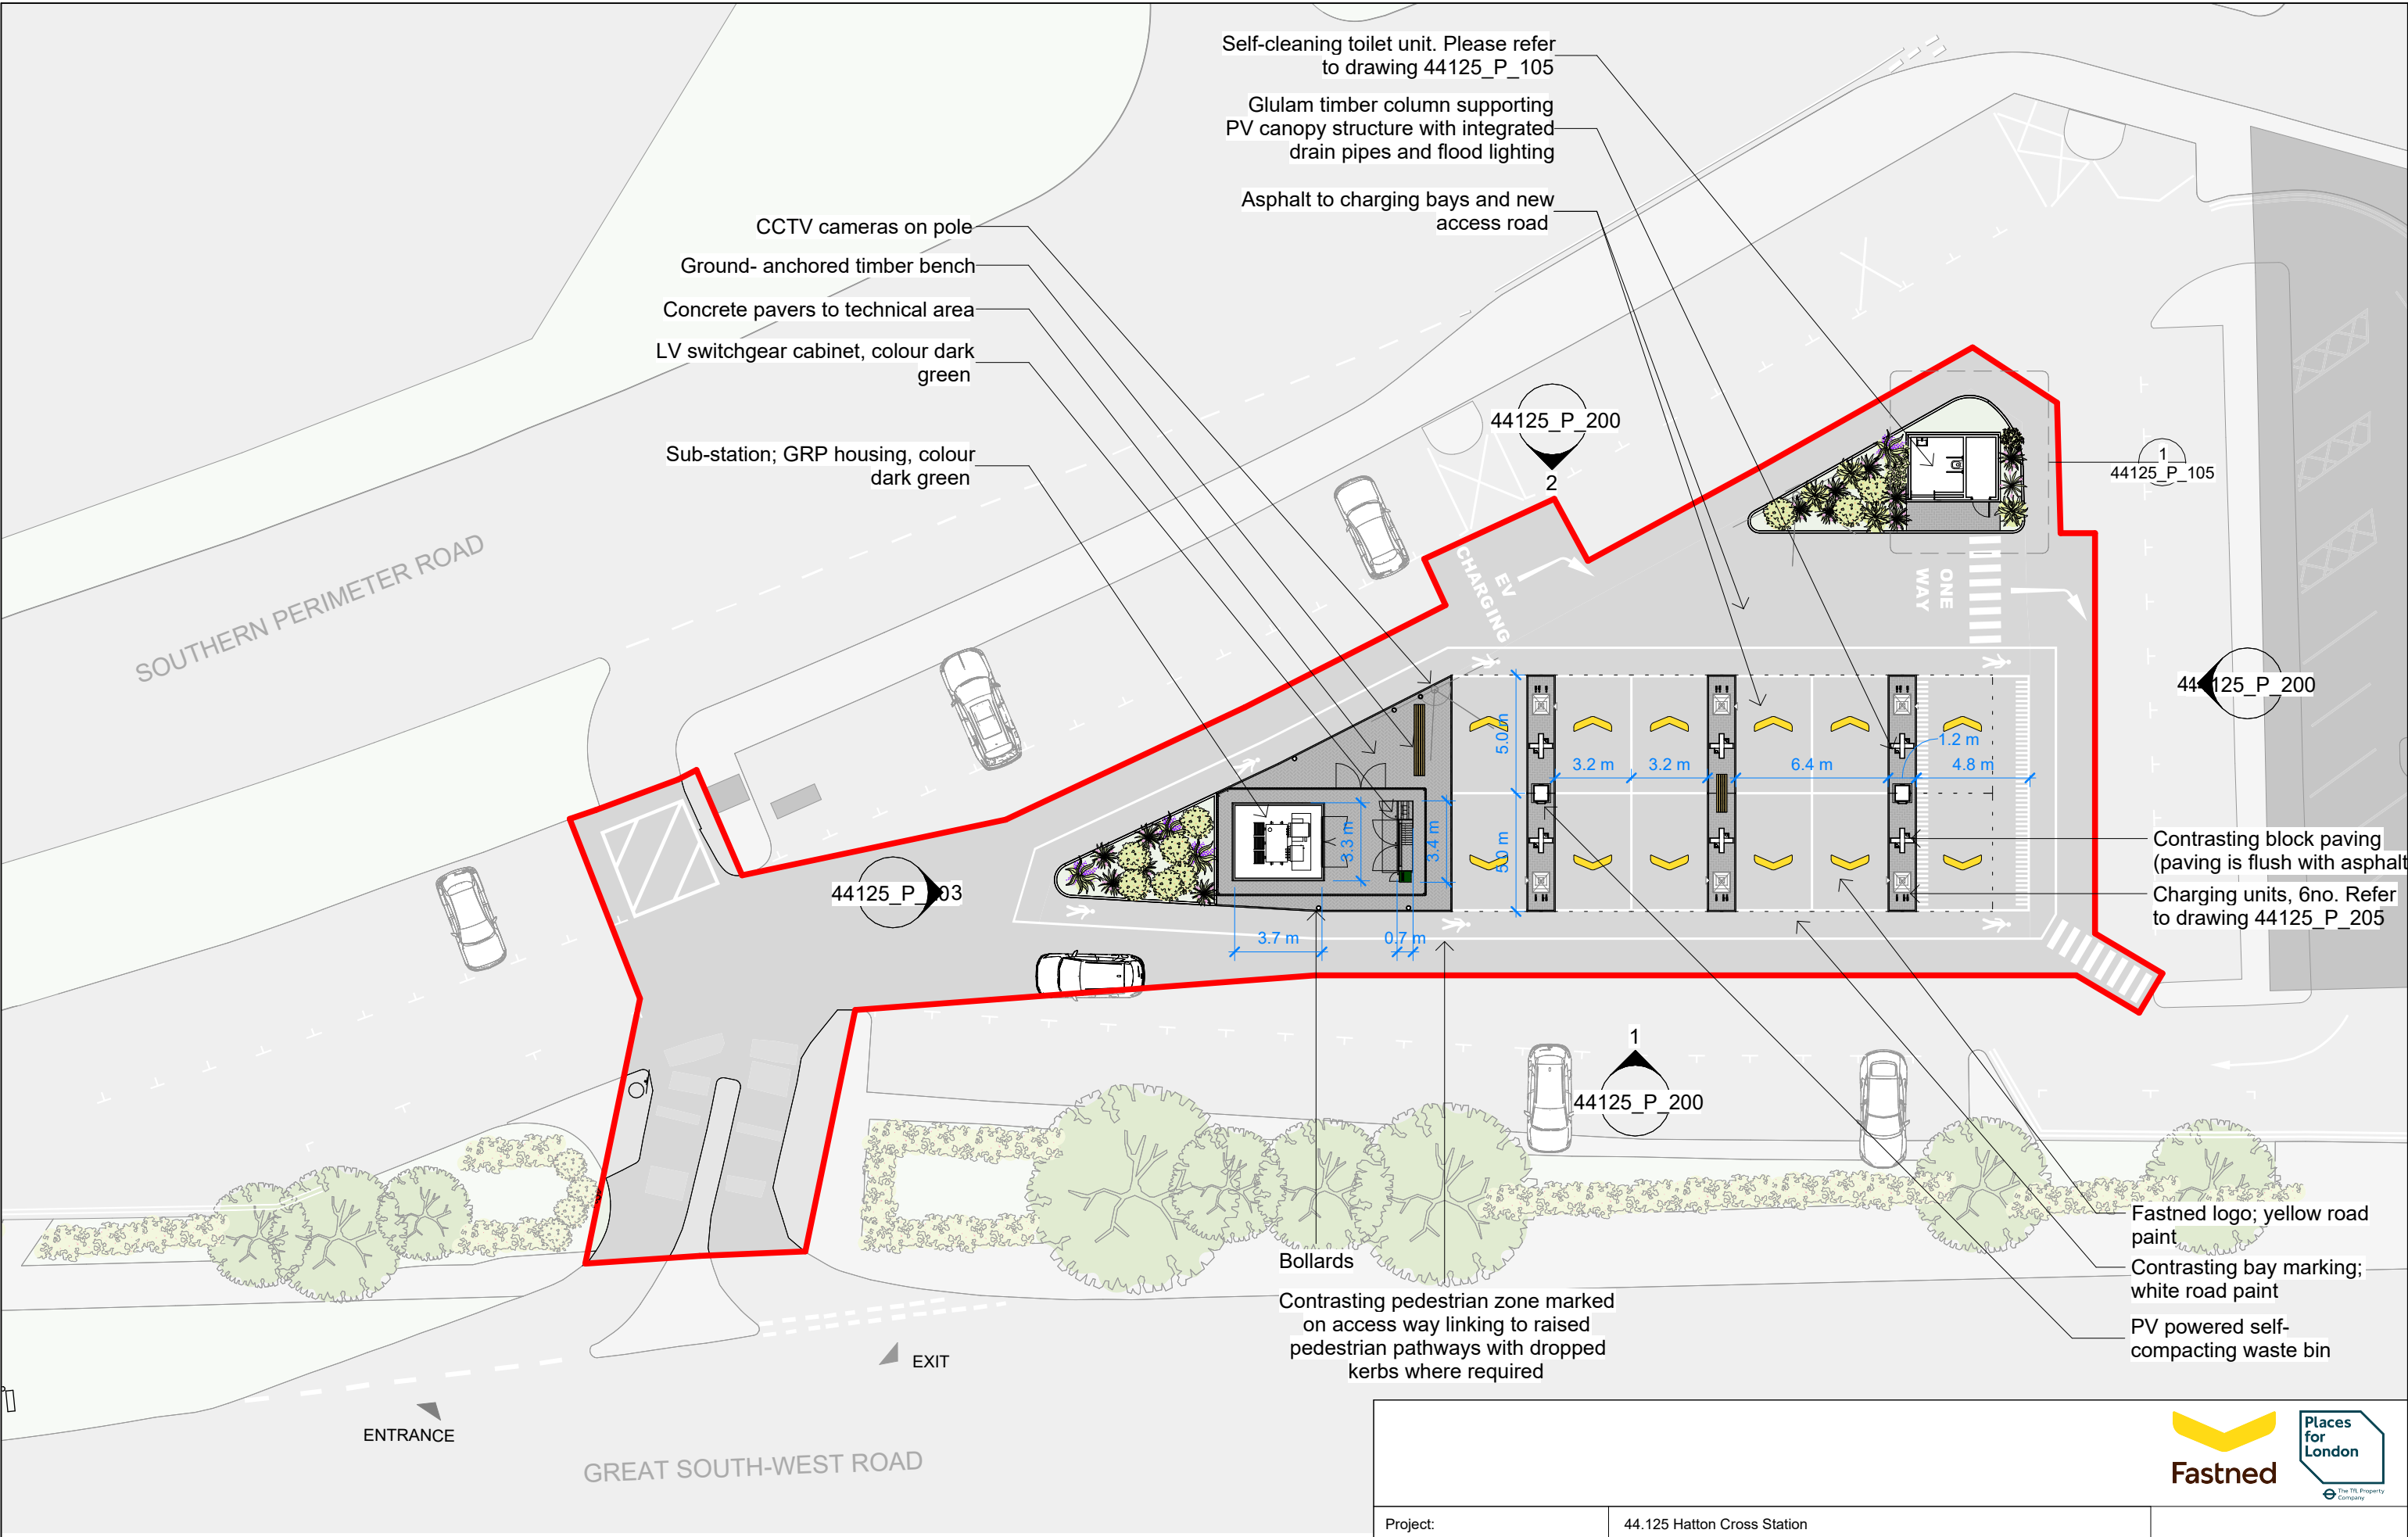 Self-cleaning toilet unit. Please refer
to drawing 44125_P_105
Glulam timber column supporting
PV canopy structure with integrated
drain pipes and flood lighting
Asphalt to charging bays and new
access road
CCTV cameras on pole
Ground- anchored timber bench
Concrete pavers to technical area
LV switchgear cabinet, colour dark
green
Sub-station; GRP housing, colour
dark green
44125_P_200
2
1
44125_P_105
SOUTHERN PERIMETER ROAD
EV
CHARGING
ONE
WAY
44125_P_200
5.0 m
3.2 m
3.2 m
6.4 m
1.2 m
4.8 m
3.3 m
3.4 m
5.0 m
3.7 m
0.7 m
Contrasting block paving
(paving is flush with asphalt
Charging units, 6no. Refer
to drawing 44125_P_205
1
44125_P_200
Fastned logo; yellow road
paint
Contrasting bay marking;
white road paint
PV powered self-
compacting waste bin
Bollards
Contrasting pedestrian zone marked
on access way linking to raised
pedestrian pathways with dropped
kerbs where required
EXIT
ENTRANCE
GREAT SOUTH-WEST ROAD
Fastned
Places
for
London
The TfL Property
Company
Project:
44.125 Hatton Cross Station